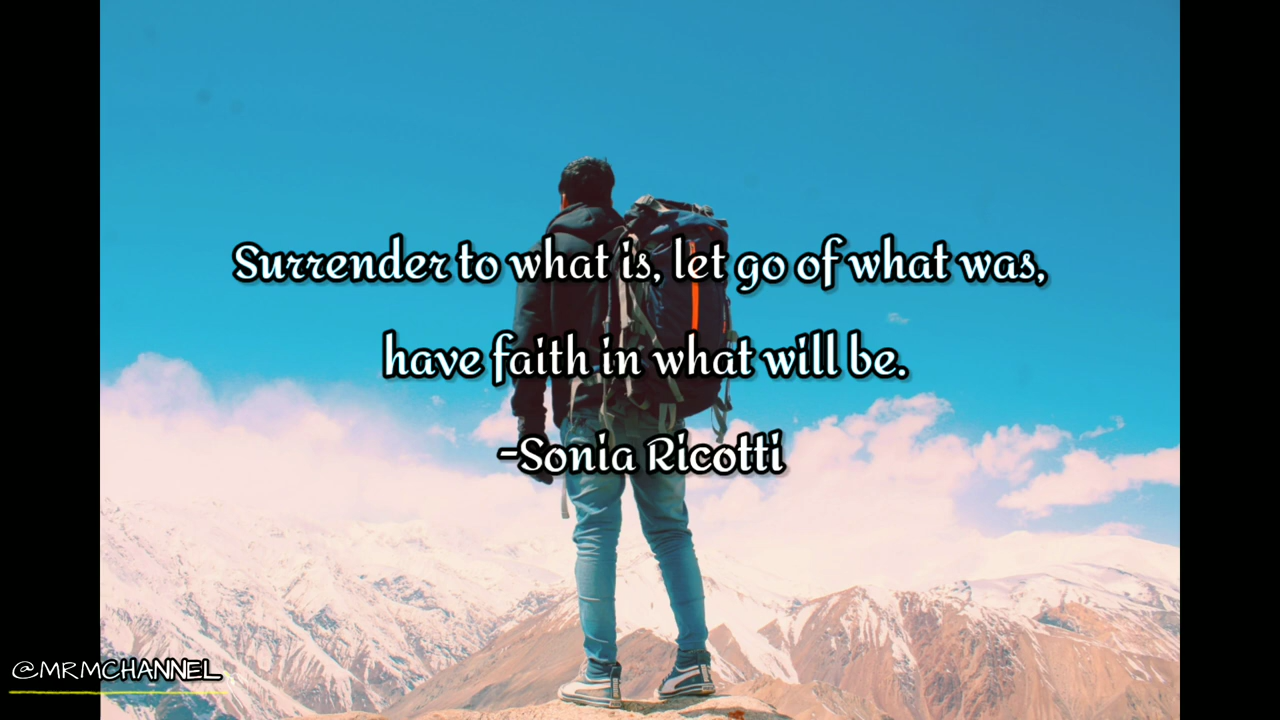 Surrender to what is, let go of what was,
have faith in what will be.
-Sonia Ricotti
@MRMCHANNEL